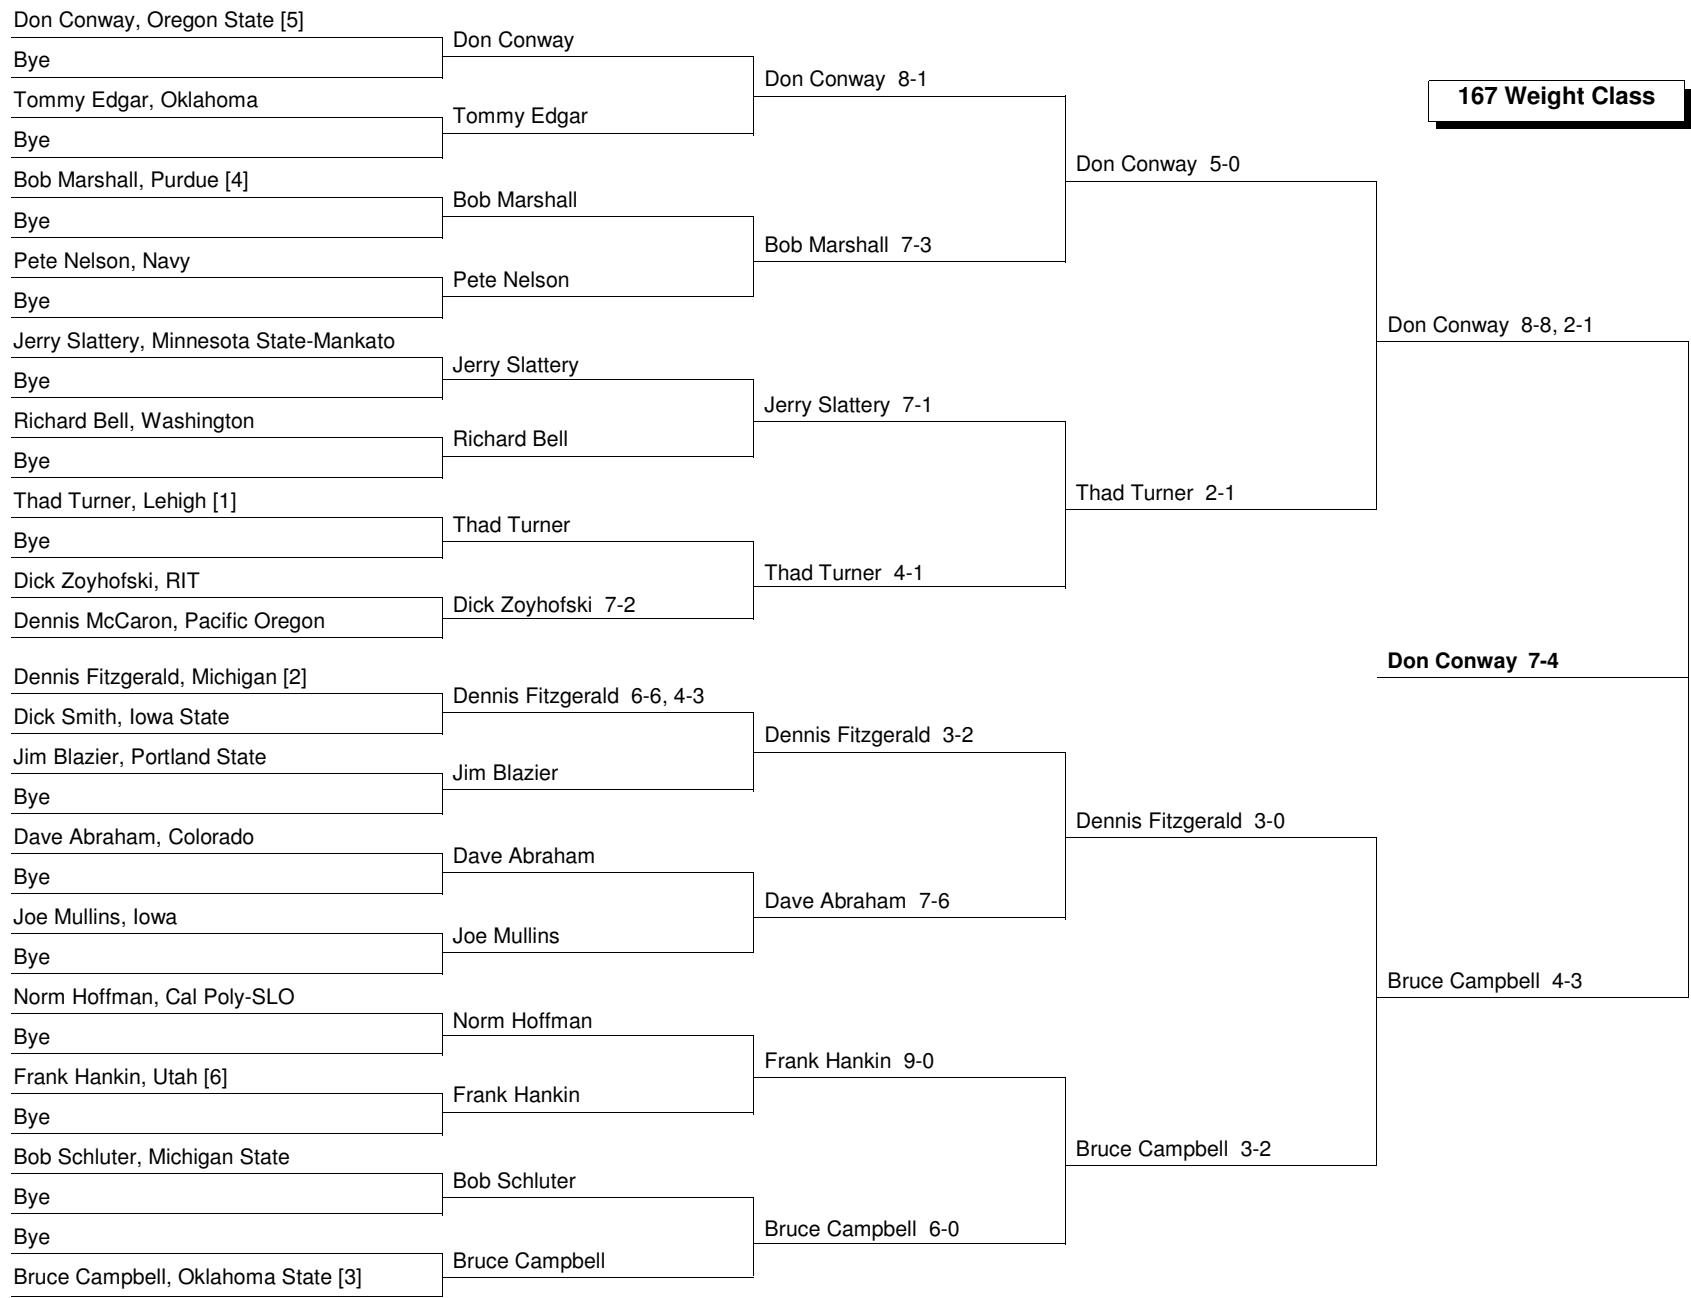 Don Conway, Oregon State [5]
Bye
Tommy Edgar, Oklahoma
Bye
Bob Marshall, Purdue [4]
Bye
Pete Nelson, Navy
Bye
Jerry Slattery, Minnesota State-Mankato
Bye
Richard Bell, Washington
Bye
Thad Turner, Lehigh [1]
Bye
Dick Zoyhofski, RIT
Dennis McCaron, Pacific Oregon
Dennis Fitzgerald, Michigan [2]
Dick Smith, Iowa State
Jim Blazier, Portland State
Bye
Dave Abraham, Colorado
Bye
Joe Mullins, Iowa
Bye
Norm Hoffman, Cal Poly-SLO
Bye
Frank Hankin, Utah [6]
Bye
Bob Schluter, Michigan State
Bye
Bye
Bruce Campbell, Oklahoma State [3]
Don Conway
Tommy Edgar
Bob Marshall
Pete Nelson
Jerry Slattery
Richard Bell
Thad Turner
Dick Zoyhofski 7-2
Dennis Fitzgerald 6-6, 4-3
Jim Blazier
Dave Abraham
Joe Mullins
Norm Hoffman
Frank Hankin
Bob Schluter
Bruce Campbell
Don Conway 8-1
Bob Marshall 7-3
Jerry Slattery 7-1
Thad Turner 4-1
Dennis Fitzgerald 3-2
Dave Abraham 7-6
Frank Hankin 9-0
Bruce Campbell 6-0
Don Conway 5-0
Thad Turner 2-1
Dennis Fitzgerald 3-0
Bruce Campbell 3-2
167 Weight Class
Don Conway 8-8, 2-1
Don Conway 7-4
Bruce Campbell 4-3